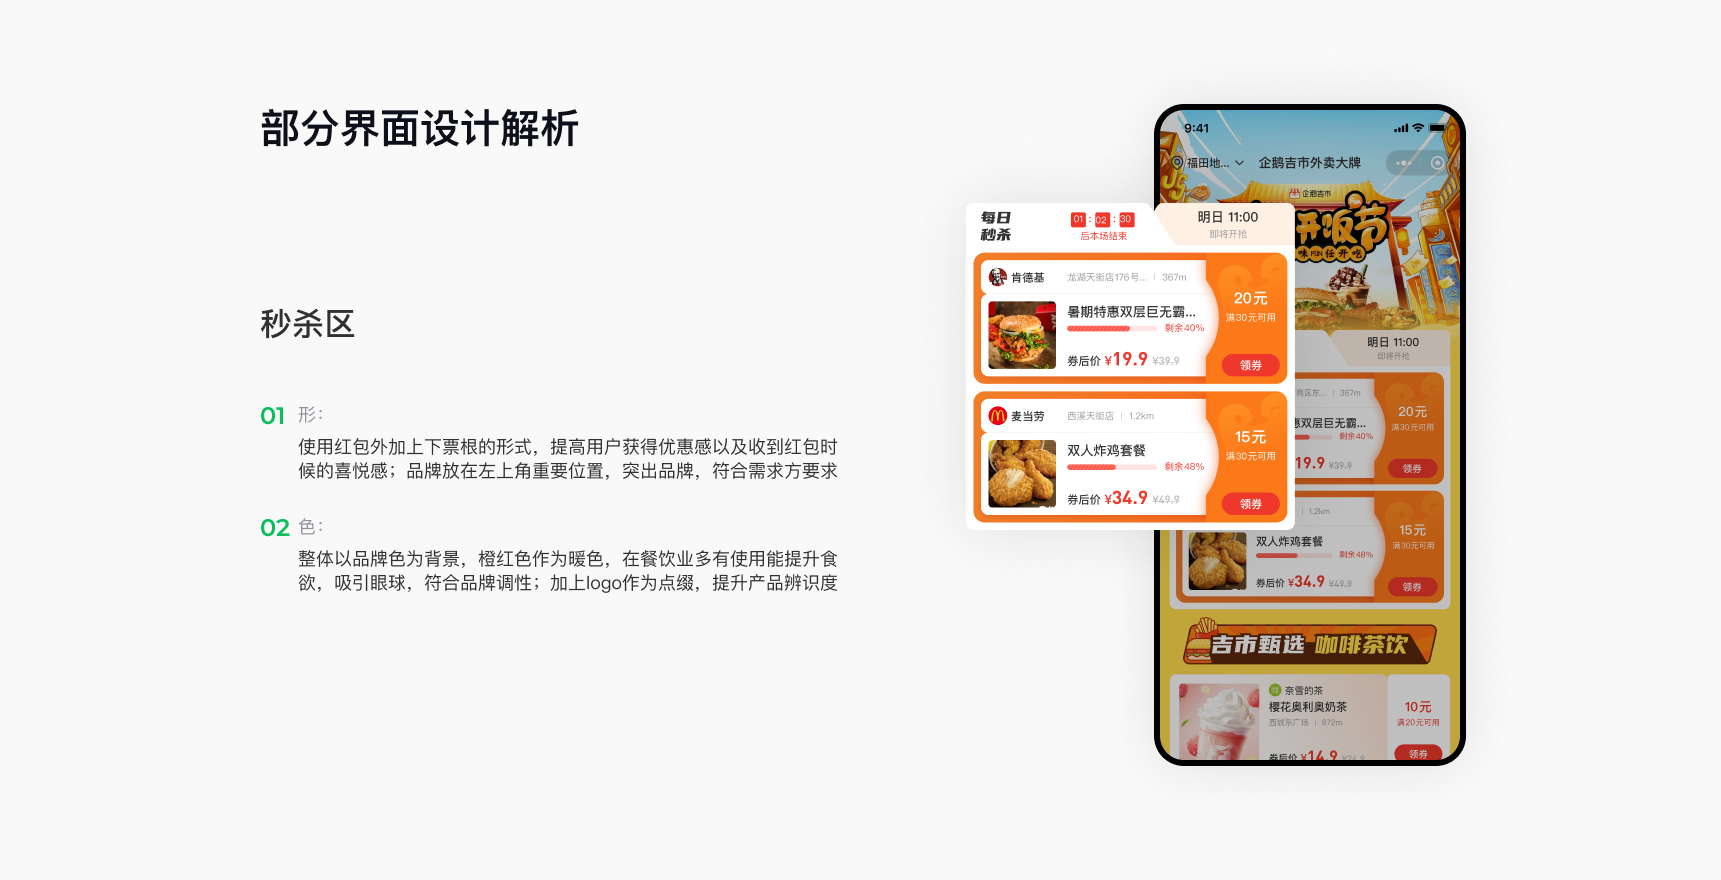 部分界面设计解析
秒杀区
01 形：
使用红包外加上下票根的形式，提高用户获得优惠感以及收到红包时
候的喜悦感；品牌放在左上角重要位置，突出品牌，符合需求方要求
02 色：
整体以品牌色为背景，橙红色作为暖色，在餐饮业多有使用能提升食
欲，吸引眼球，符合品牌调性；加上logo作为点缀，提升产品辨识度
9:41
福田地... 企鹅吉市外卖大牌
企鹅吉市
开饭节
味 FUN 任开吃
每日
秒杀
01 : 02 : 30
后本场结束
明日 11:00
即将开抢
肯德基 龙湖天街店176号... | 367m
暑期特惠双层巨无霸...
剩余40%
券后价 ¥19.9 ¥39.9
20元
满30元可用
领券
麦当劳 西溪天街店 | 1.2km
双人炸鸡套餐
剩余48%
券后价 ¥34.9 ¥49.9
15元
满30元可用
领券
明日 11:00
即将开抢
商区东... | 367m
惠双层巨无霸...
剩余40%
19.9 ¥39.9
20元
满30元可用
领券
1.2km
双人炸鸡套餐
剩余48%
券后价 ¥34.9 ¥49.9
15元
满30元可用
领券
吉市甄选 咖啡茶饮
奈雪的茶
樱花奥利奥奶茶
西城东广场 | 872m
券后价 ¥14.9
10元
满20元可用
领券